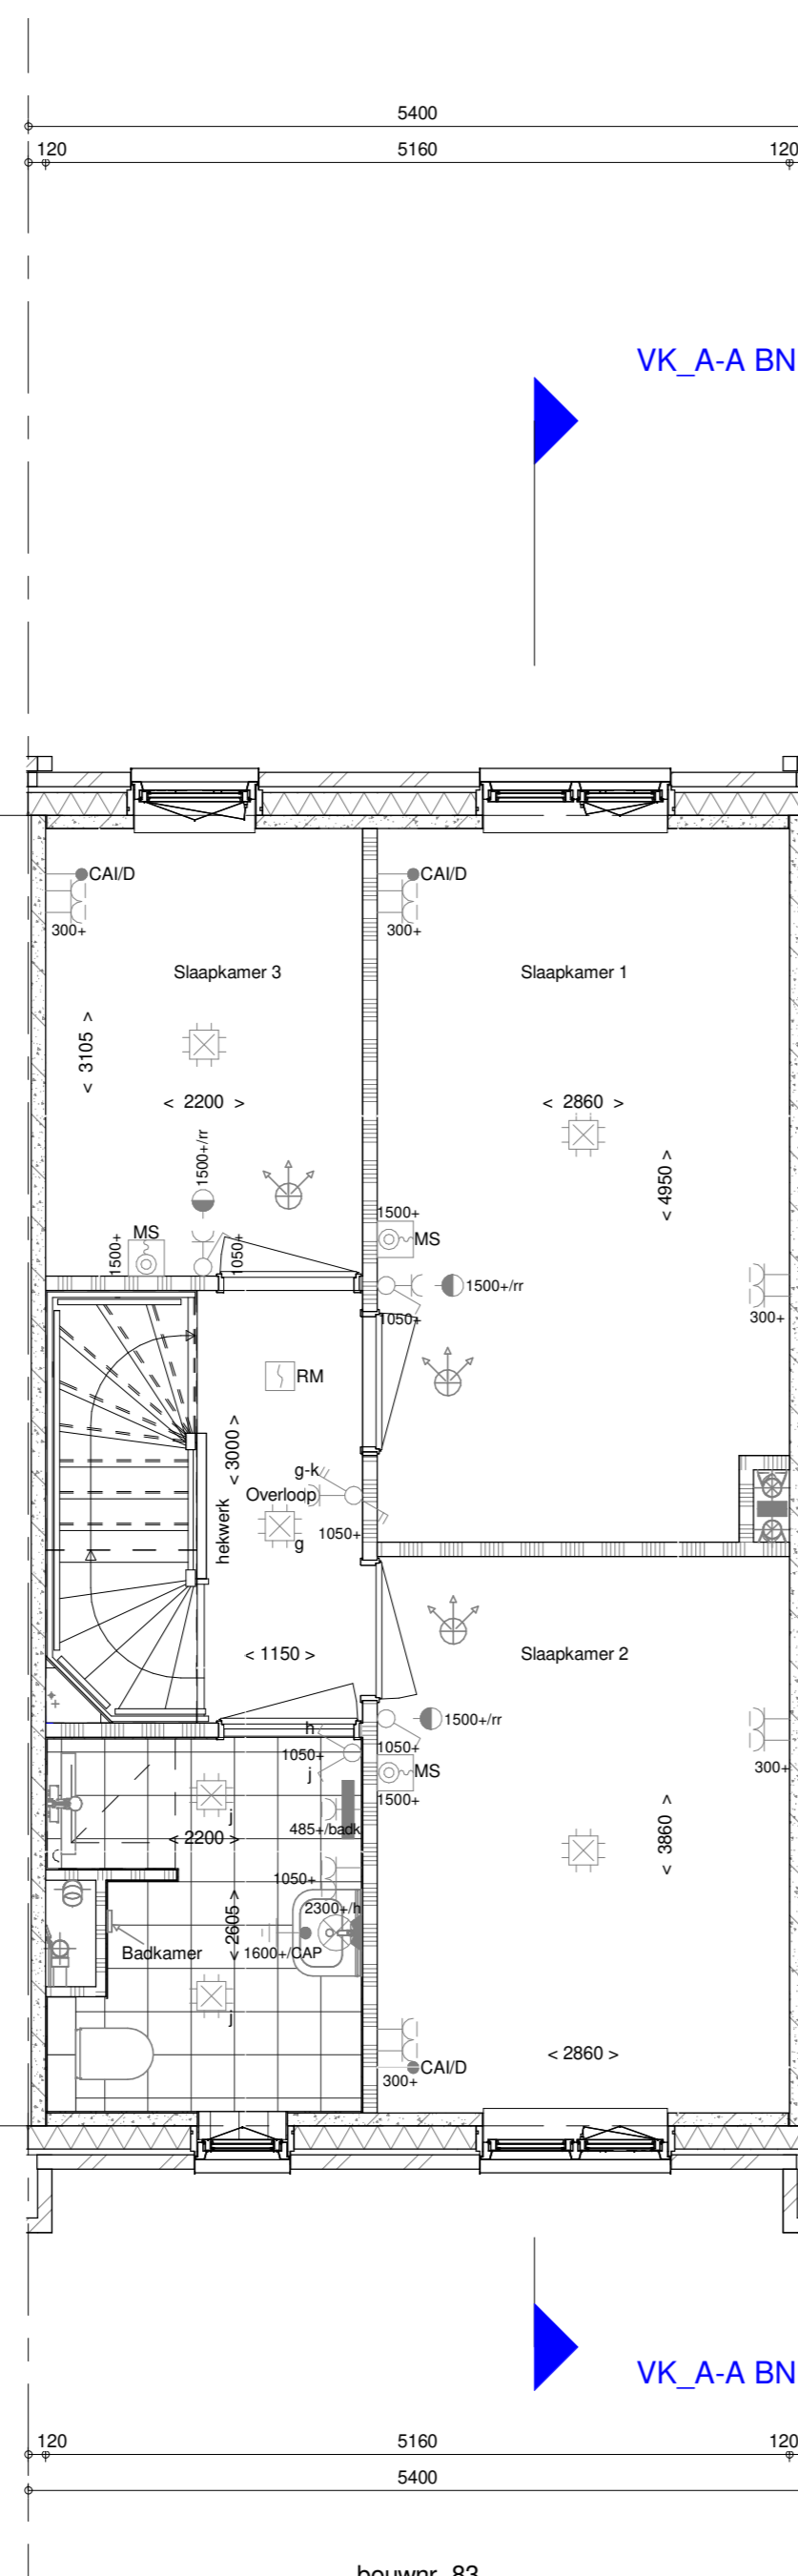 5400
120 5160 120
VK_A-A BN
CAI/D CAI/D
300+ 300+
Slaapkamer 3 Slaapkamer 1
< 3105 >
< 2200 > < 2860 >
1500+/rr
< 4950 >
1500+
MS
1500+
1050+
MS
1500+/rr
1050+
300+
RM
< 3000 >
g-k
Overloop
hekwerk
1050+
g
< 1150 > Slaapkamer 2
h
1050+
j
1500+/rr
1050+
MS
1500+
300+
j
485+/badk
< 2200 >
< 3860 >
1050+
2300+/h
< 2605 >
Badkamer
1600+/CAP
j
< 2860 >
CAI/D
300+
VK_A-A BN
120 5160 120
5400
bouwnr. 83